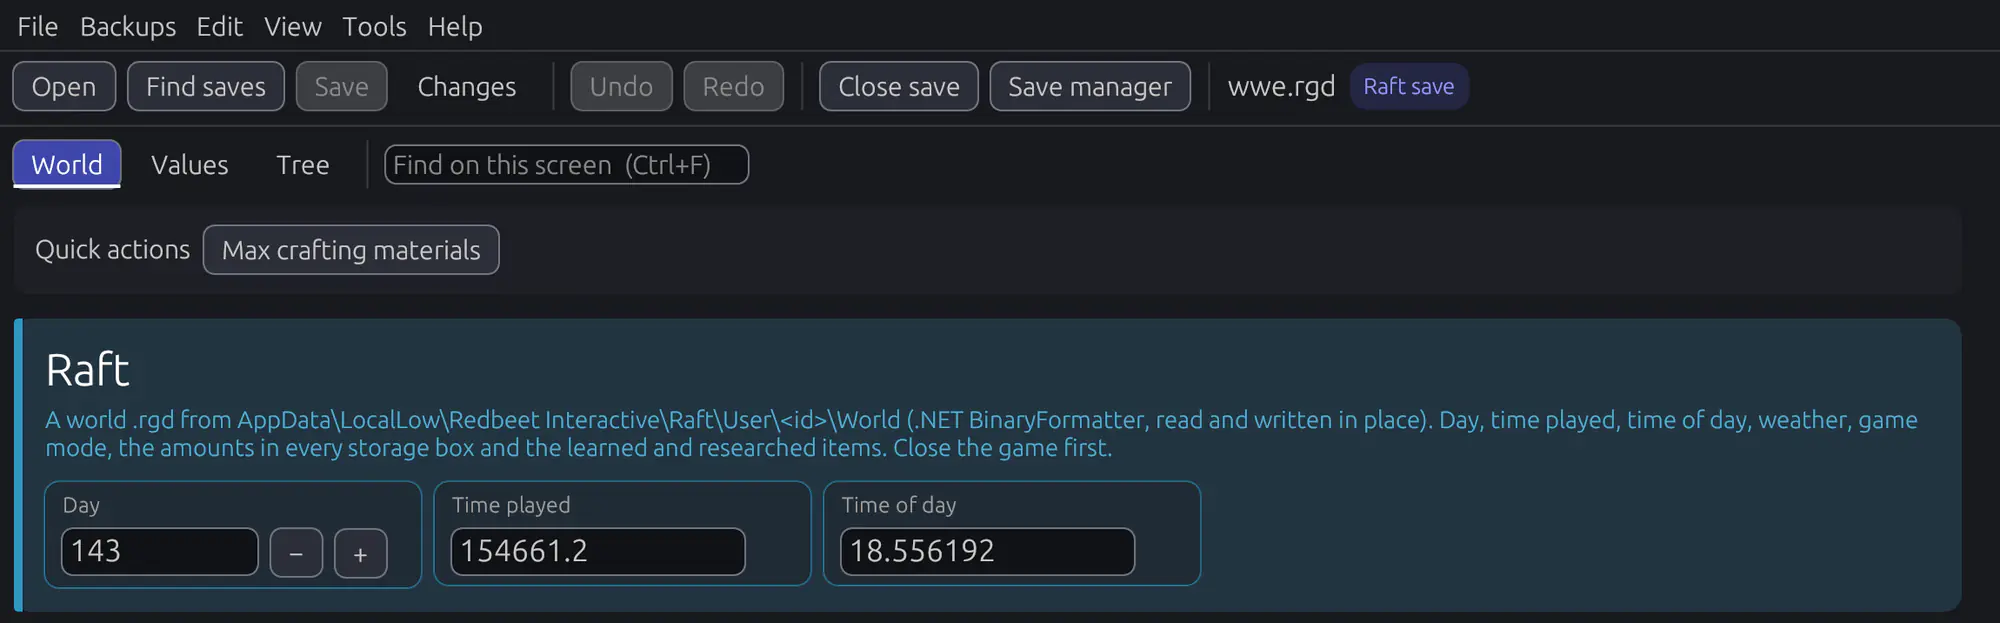 File Backups Edit View Tools Help
Open Find saves Save Changes Undo Redo Close save Save manager wwe.rgd Raft save
World Values Tree Find on this screen (Ctrl+F)
Quick actions Max crafting materials
Raft
A world .rgd from AppData\LocalLow\Redbeet Interactive\Raft\User\<id>\World (.NET BinaryFormatter, read and written in place). Day, time played, time of day, weather, game
mode, the amounts in every storage box and the learned and researched items. Close the game first.
Day Time played Time of day
143 − + 154661.2 18.556192